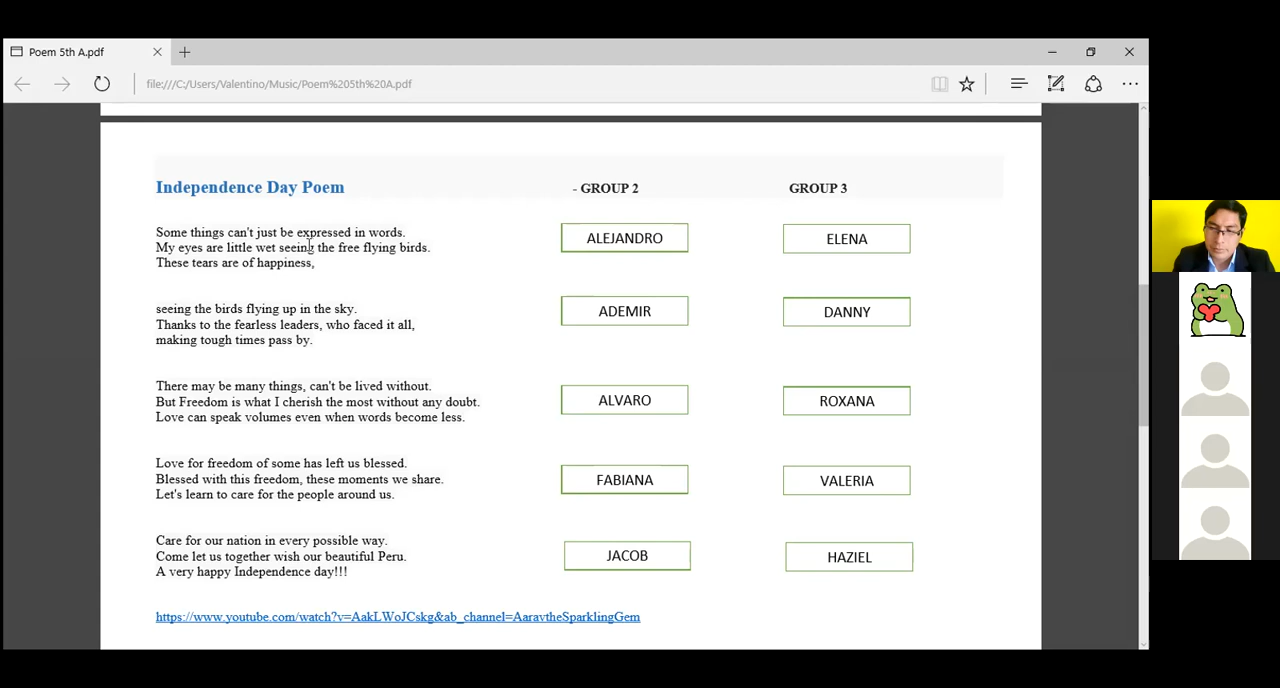 Poem 5th A.pdf
file:///C:/Users/Valentino/Music/Poem%205th%20A.pdf
Independence Day Poem - GROUP 2 GROUP 3
Some things can't just be expressed in words.
My eyes are little wet seeing the free flying birds.
These tears are of happiness,
ALEJANDRO ELENA
seeing the birds flying up in the sky.
Thanks to the fearless leaders, who faced it all,
making tough times pass by.
ADEMIR DANNY
There may be many things, can't be lived without.
But Freedom is what I cherish the most without any doubt.
Love can speak volumes even when words become less.
ALVARO ROXANA
Love for freedom of some has left us blessed.
Blessed with this freedom, these moments we share.
Let's learn to care for the people around us.
FABIANA VALERIA
Care for our nation in every possible way.
Come let us together wish our beautiful Peru.
A very happy Independence day!!!
JACOB HAZIEL
https://www.youtube.com/watch?v=AakLWoJCskg&ab_channel=AaravtheSparklingGem